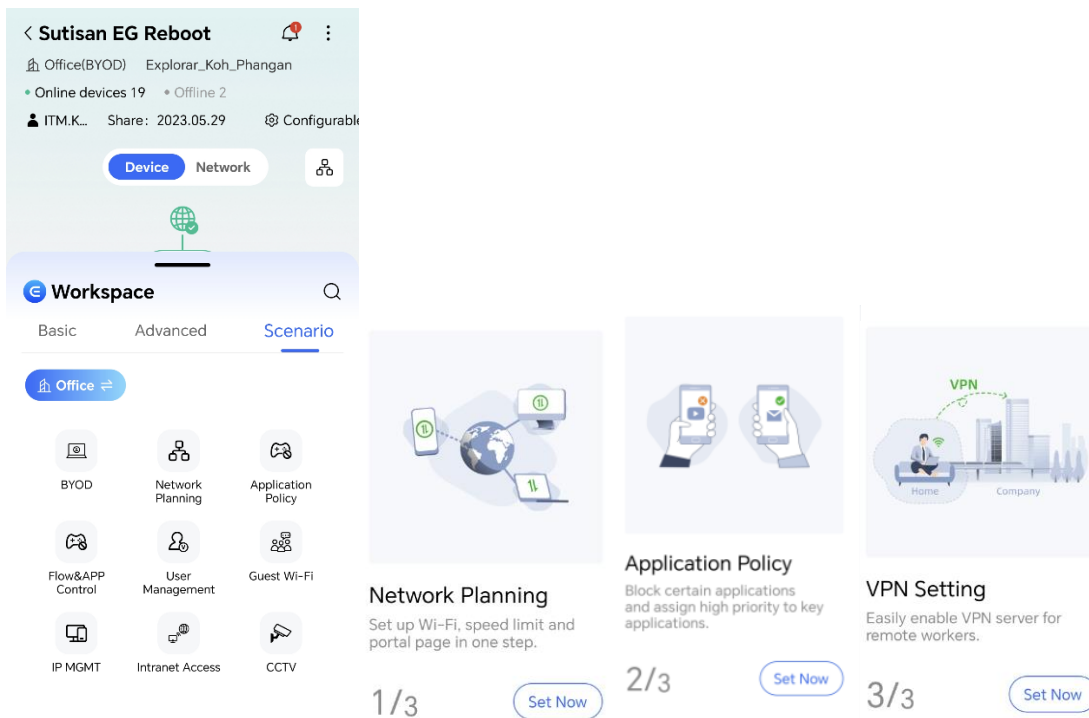 Sutisan EG Reboot
1
Office(BYOD) Explorar_Koh_Phangan
Online devices 19 Offline 2
ITM.K... Share: 2023.05.29 Configurable
Device Network
Workspace
Basic Advanced Scenario
Office
BYOD
Network
Planning
Application
Policy
Flow&APP
Control
User
Management
Guest Wi-Fi
IP MGMT
Intranet Access
CCTV
Network Planning
Set up Wi-Fi, speed limit and
portal page in one step.
1/3 Set Now
Application Policy
Block certain applications
and assign high priority to key
applications.
2/3 Set Now
VPN
Home Company
VPN Setting
Easily enable VPN server for
remote workers.
3/3 Set Now